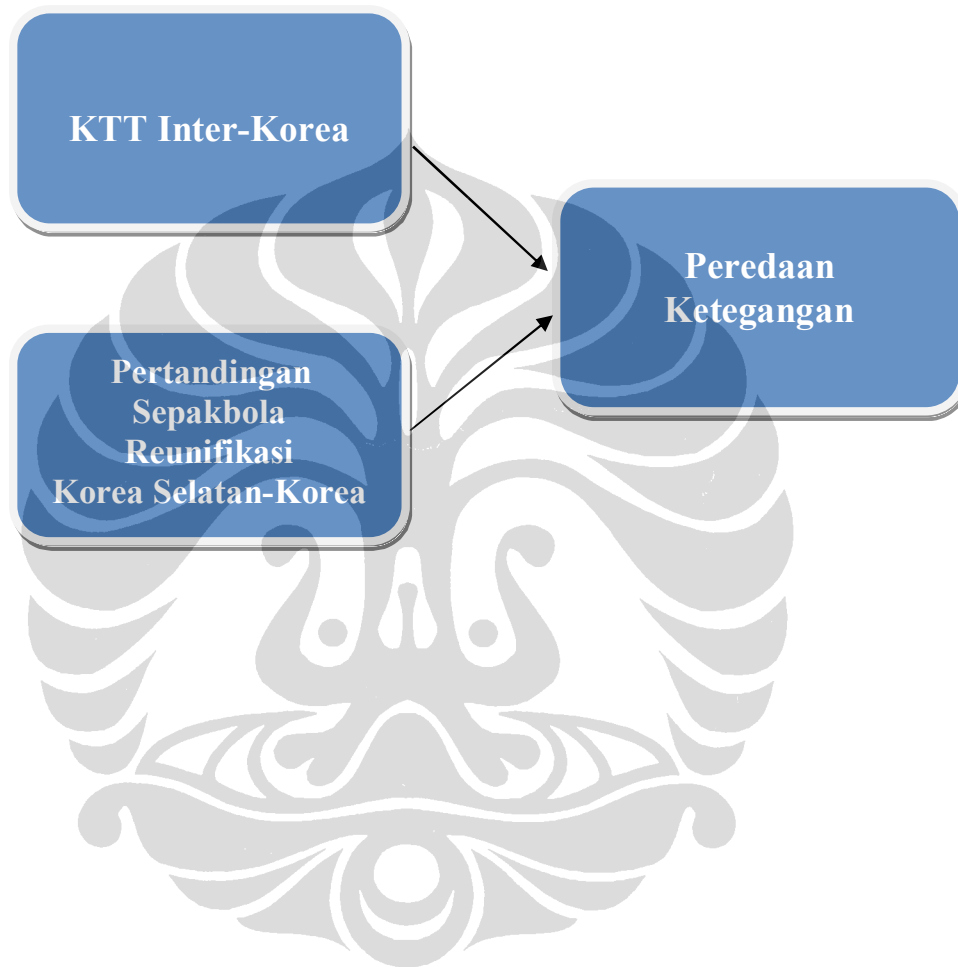 KTT Inter-Korea
Pertandingan
Sepakbola
Reunifikasi
Korea Selatan-Korea
Peredaan
Ketegangan